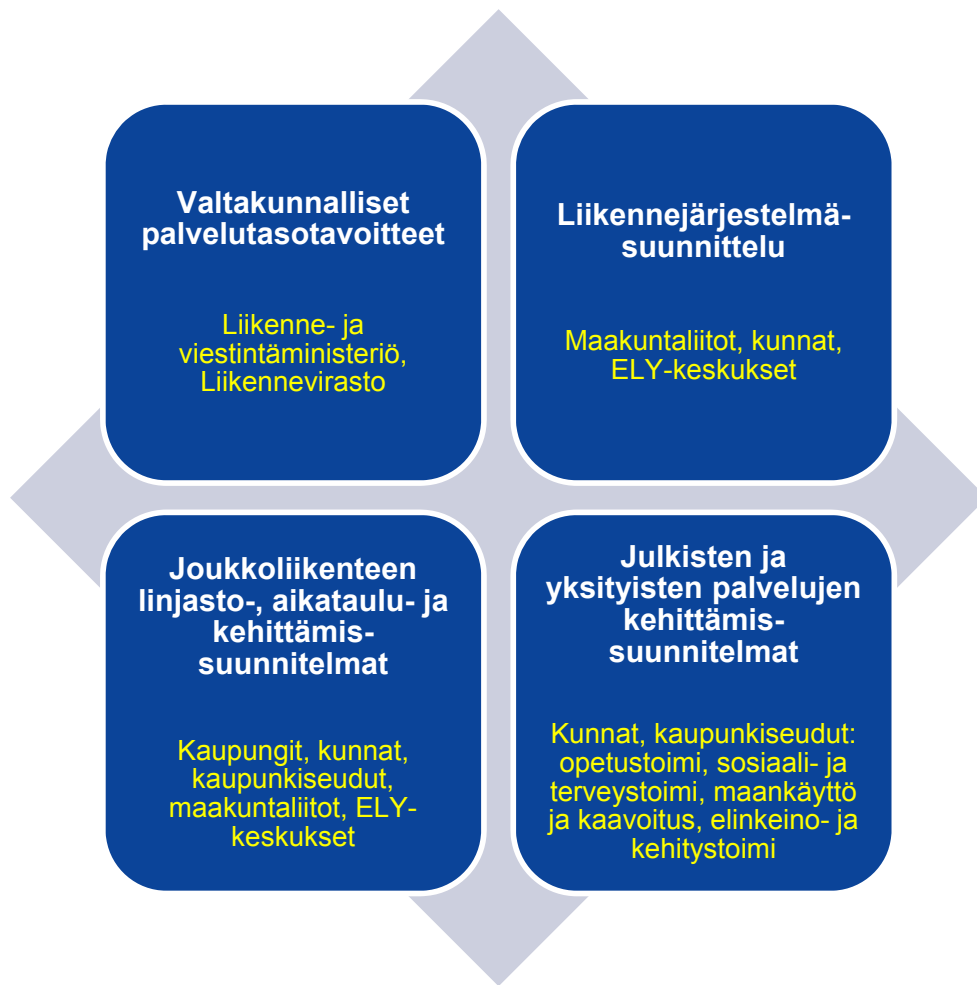 Valtakunnalliset
palvelutasotavoitteet
Liikenne- ja
viestintäministeriö,
Liikennevirasto
Liikennejärjestelmä-
suunnittelu
Maakuntaliitot, kunnat,
ELY-keskukset
Joukkoliikenteen
linjasto-, aikataulu- ja
kehittämis-
suunnitelmat
Kaupungit, kunnat,
kaupunkiseudut,
maakuntaliitot, ELY-
keskukset
Julkisten ja
yksityisten palvelujen
kehittämis-
suunnitelmat
Kunnat, kaupunkiseudut:
opetustoimi, sosiaali- ja
terveystoimi, maankäyttö
ja kaavoitus, elinkeino- ja
kehitystoimi